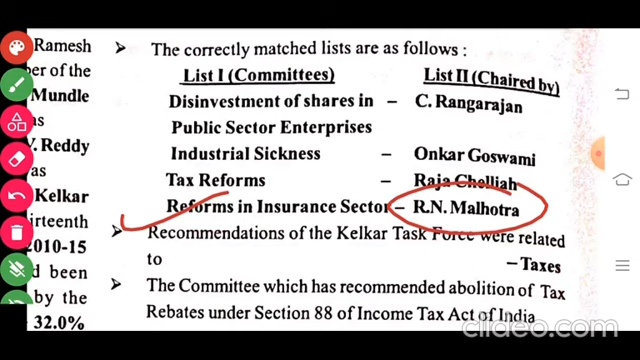 Ramesh
ber of the
Mundle
as
V. Reddy
was
Kelkar
irteenth
2010-15
d been
by the
32.0%
➤ The correctly matched lists are as follows :
List I (Committees) List II (Chaired by)
Disinvestment of shares in – C. Rangarajan
Public Sector Enterprises
Industrial Sickness – Onkar Goswami
Tax Reforms – Raja Chelliah
Reforms in Insurance Sector – R.N. Malhotra
➤ Recommendations of the Kelkar Task Force were related
to – Taxes
➤ The Committee which has recommended abolition of Tax
Rebates under Section 88 of Income Tax Act of India
clideo.com